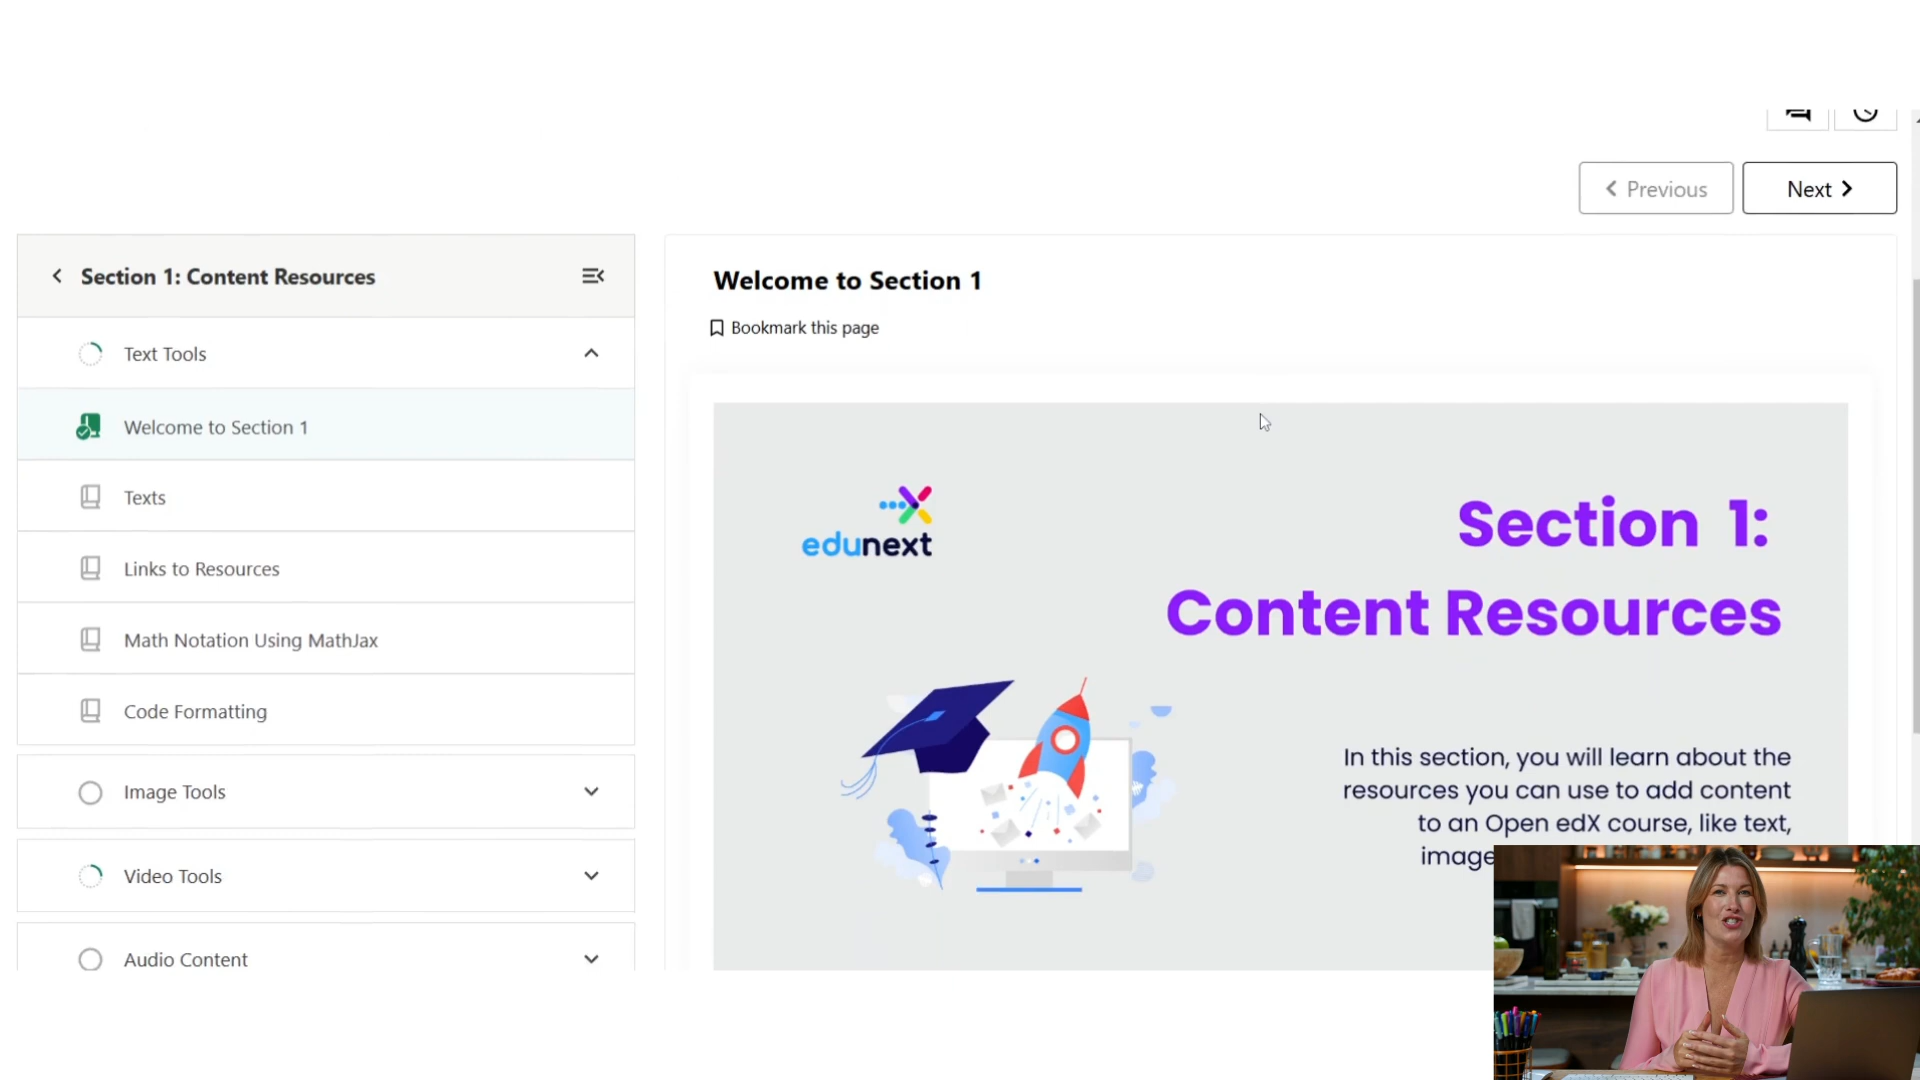 Previous
Next
Section 1: Content Resources
Text Tools
Welcome to Section 1
Texts
Links to Resources
Math Notation Using MathJax
Code Formatting
Image Tools
Video Tools
Audio Content
Welcome to Section 1
Bookmark this page
edunext
Section 1:
Content Resources
In this section, you will learn about the
resources you can use to add content
to an Open edX course, like text,
image